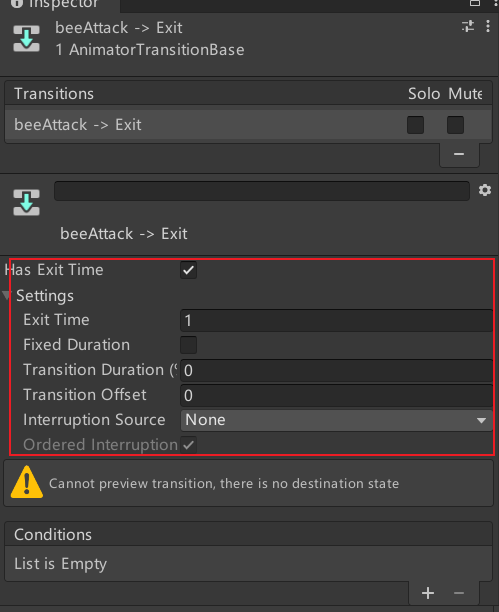 Inspector
beeAttack -> Exit
1 AnimatorTransitionBase
Transitions Solo Mute
beeAttack -> Exit
beeAttack -> Exit
Has Exit Time
Settings
Exit Time 1
Fixed Duration
Transition Duration (% 0
Transition Offset 0
Interruption Source None
Ordered Interruption
Cannot preview transition, there is no destination state
Conditions
List is Empty